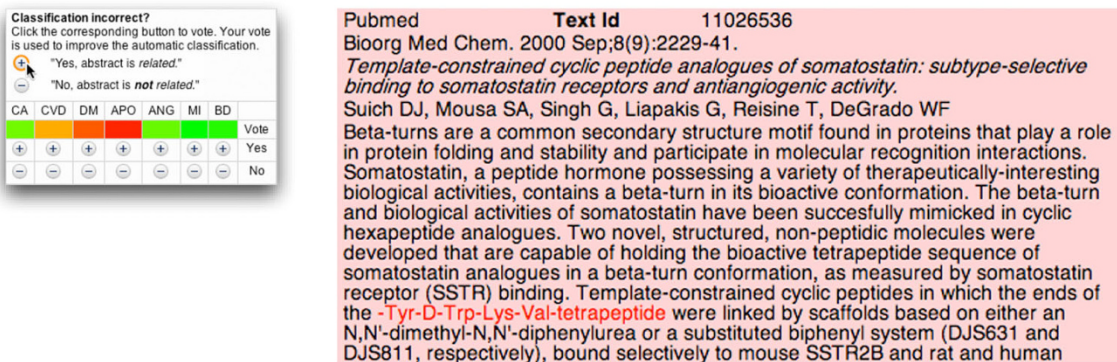 Classification incorrect?
Click the corresponding button to vote. Your vote
is used to improve the automatic classification.
"Yes, abstract is related."
"No, abstract is not related."
CA CVD DM APO ANG MI BD
Vote
Yes
No
Pubmed Text Id 11026536
Bioorg Med Chem. 2000 Sep;8(9):2229-41.
Template-constrained cyclic peptide analogues of somatostatin: subtype-selective
binding to somatostatin receptors and antiangiogenic activity.
Suich DJ, Mousa SA, Singh G, Liapakis G, Reisine T, DeGrado WF
Beta-turns are a common secondary structure motif found in proteins that play a role
in protein folding and stability and participate in molecular recognition interactions.
Somatostatin, a peptide hormone possessing a variety of therapeutically-interesting
biological activities, contains a beta-turn in its bioactive conformation. The beta-turn
and biological activities of somatostatin have been succesfully mimicked in cyclic
hexapeptide analogues. Two novel, structured, non-peptidic molecules were
developed that are capable of holding the bioactive tetrapeptide sequence of
somatostatin analogues in a beta-turn conformation, as measured by somatostatin
receptor (SSTR) binding. Template-constrained cyclic peptides in which the ends of
the -Tyr-D-Trp-Lys-Val-tetrapeptide were linked by scaffolds based on either an
N,N'-dimethyl-N,N'-diphenylurea or a substituted biphenyl system (DJS631 and
DJS811, respectively), bound selectively to mouse SSTR2B and rat and human